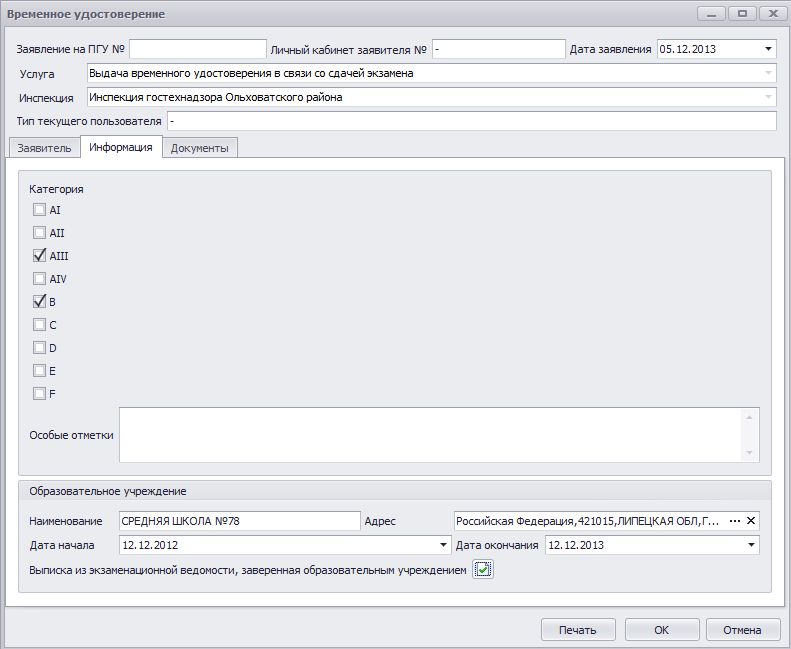 Временное удостоверение
Заявление на ПГУ № Личный кабинет заявителя № - Дата заявления 05.12.2013
Услуга Выдача временного удостоверения в связи со сдачей экзамена
Инспекция Инспекция гостехнадзора Ольховатского района
Тип текущего пользователя -
Заявитель Информация Документы
Категория
AI
AII
AIII
AIV
B
C
D
E
F
Особые отметки
Образовательное учреждение
Наименование СРЕДНЯЯ ШКОЛА №78 Адрес Российская Федерация,421015,ЛИПЕЦКАЯ ОБЛ,Г...
Дата начала 12.12.2012 Дата окончания 12.12.2013
Выписка из экзаменационной ведомости, заверенная образовательным учреждением
Печать OK Отмена